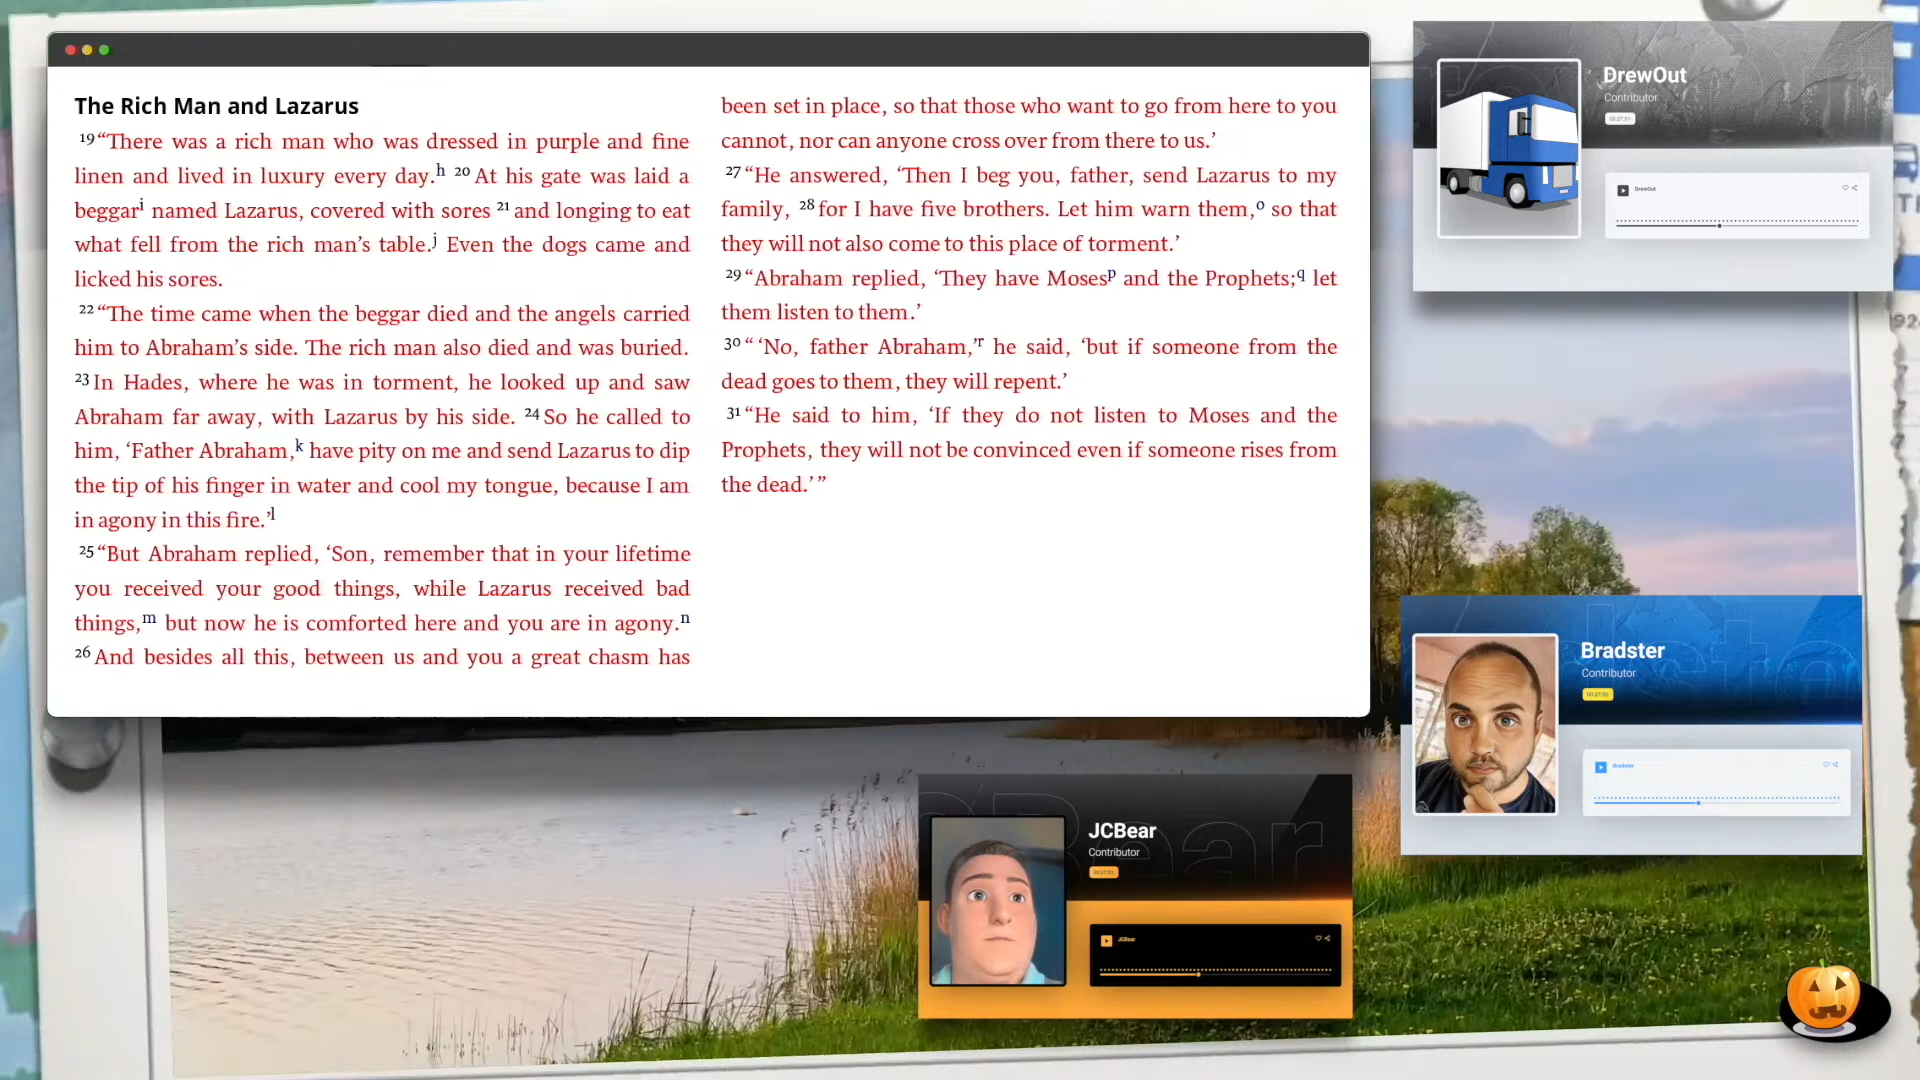 The Rich Man and Lazarus
19 “There was a rich man who was dressed in purple and fine
linen and lived in luxury every day.h 20 At his gate was laid a
beggari named Lazarus, covered with sores 21 and longing to eat
what fell from the rich man’s table.j Even the dogs came and
licked his sores.
22 “The time came when the beggar died and the angels carried
him to Abraham’s side. The rich man also died and was buried.
23 In Hades, where he was in torment, he looked up and saw
Abraham far away, with Lazarus by his side. 24 So he called to
him, ‘Father Abraham,k have pity on me and send Lazarus to dip
the tip of his finger in water and cool my tongue, because I am
in agony in this fire.’l
25 “But Abraham replied, ‘Son, remember that in your lifetime
you received your good things, while Lazarus received bad
things,m but now he is comforted here and you are in agony.n
26 And besides all this, between us and you a great chasm has
been set in place, so that those who want to go from here to you
cannot, nor can anyone cross over from there to us.’
27 “He answered, ‘Then I beg you, father, send Lazarus to my
family, 28 for I have five brothers. Let him warn them,o so that
they will not also come to this place of torment.’
29 “Abraham replied, ‘They have Mosesp and the Prophets;q let
them listen to them.’
30 “ ‘No, father Abraham,’r he said, ‘but if someone from the
dead goes to them, they will repent.’
31 “He said to him, ‘If they do not listen to Moses and the
Prophets, they will not be convinced even if someone rises from
the dead.’ ”
DrewOut
Contributor
00:27:51
DrewOut
Bradster
Contributor
00:27:50
Bradster
JCBear
Contributor
00:27:51
JCBear